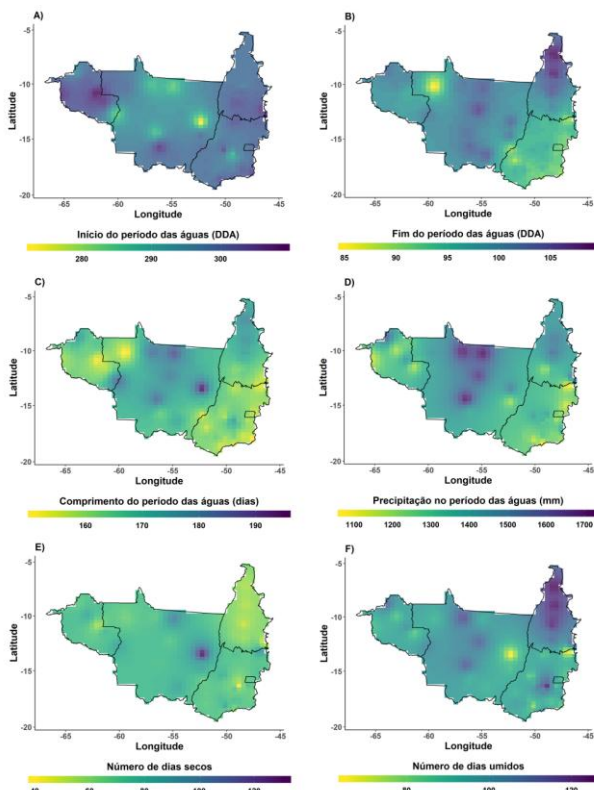 A)
B)
-5
-10
-15
-20
Latitude
-65 -60 -55 -50 -45
Longitude
-5
-10
-15
-20
Latitude
-65 -60 -55 -50 -45
Longitude
Início do período das águas (DDA)
280 290 300
Fim do período das águas (DDA)
85 90 95 100 105
C)
D)
-5
-10
-15
-20
Latitude
-65 -60 -55 -50 -45
Longitude
-5
-10
-15
-20
Latitude
-65 -60 -55 -50 -45
Longitude
Comprimento do período das águas (dias)
160 170 180 190
Precipitação no período das águas (mm)
1100 1200 1300 1400 1500 1600 1700
E)
F)
-5
-10
-15
-20
Latitude
-65 -60 -55 -50 -45
Longitude
-5
-10
-15
-20
Latitude
-65 -60 -55 -50 -45
Longitude
Número de dias secos
Número de dias umidos